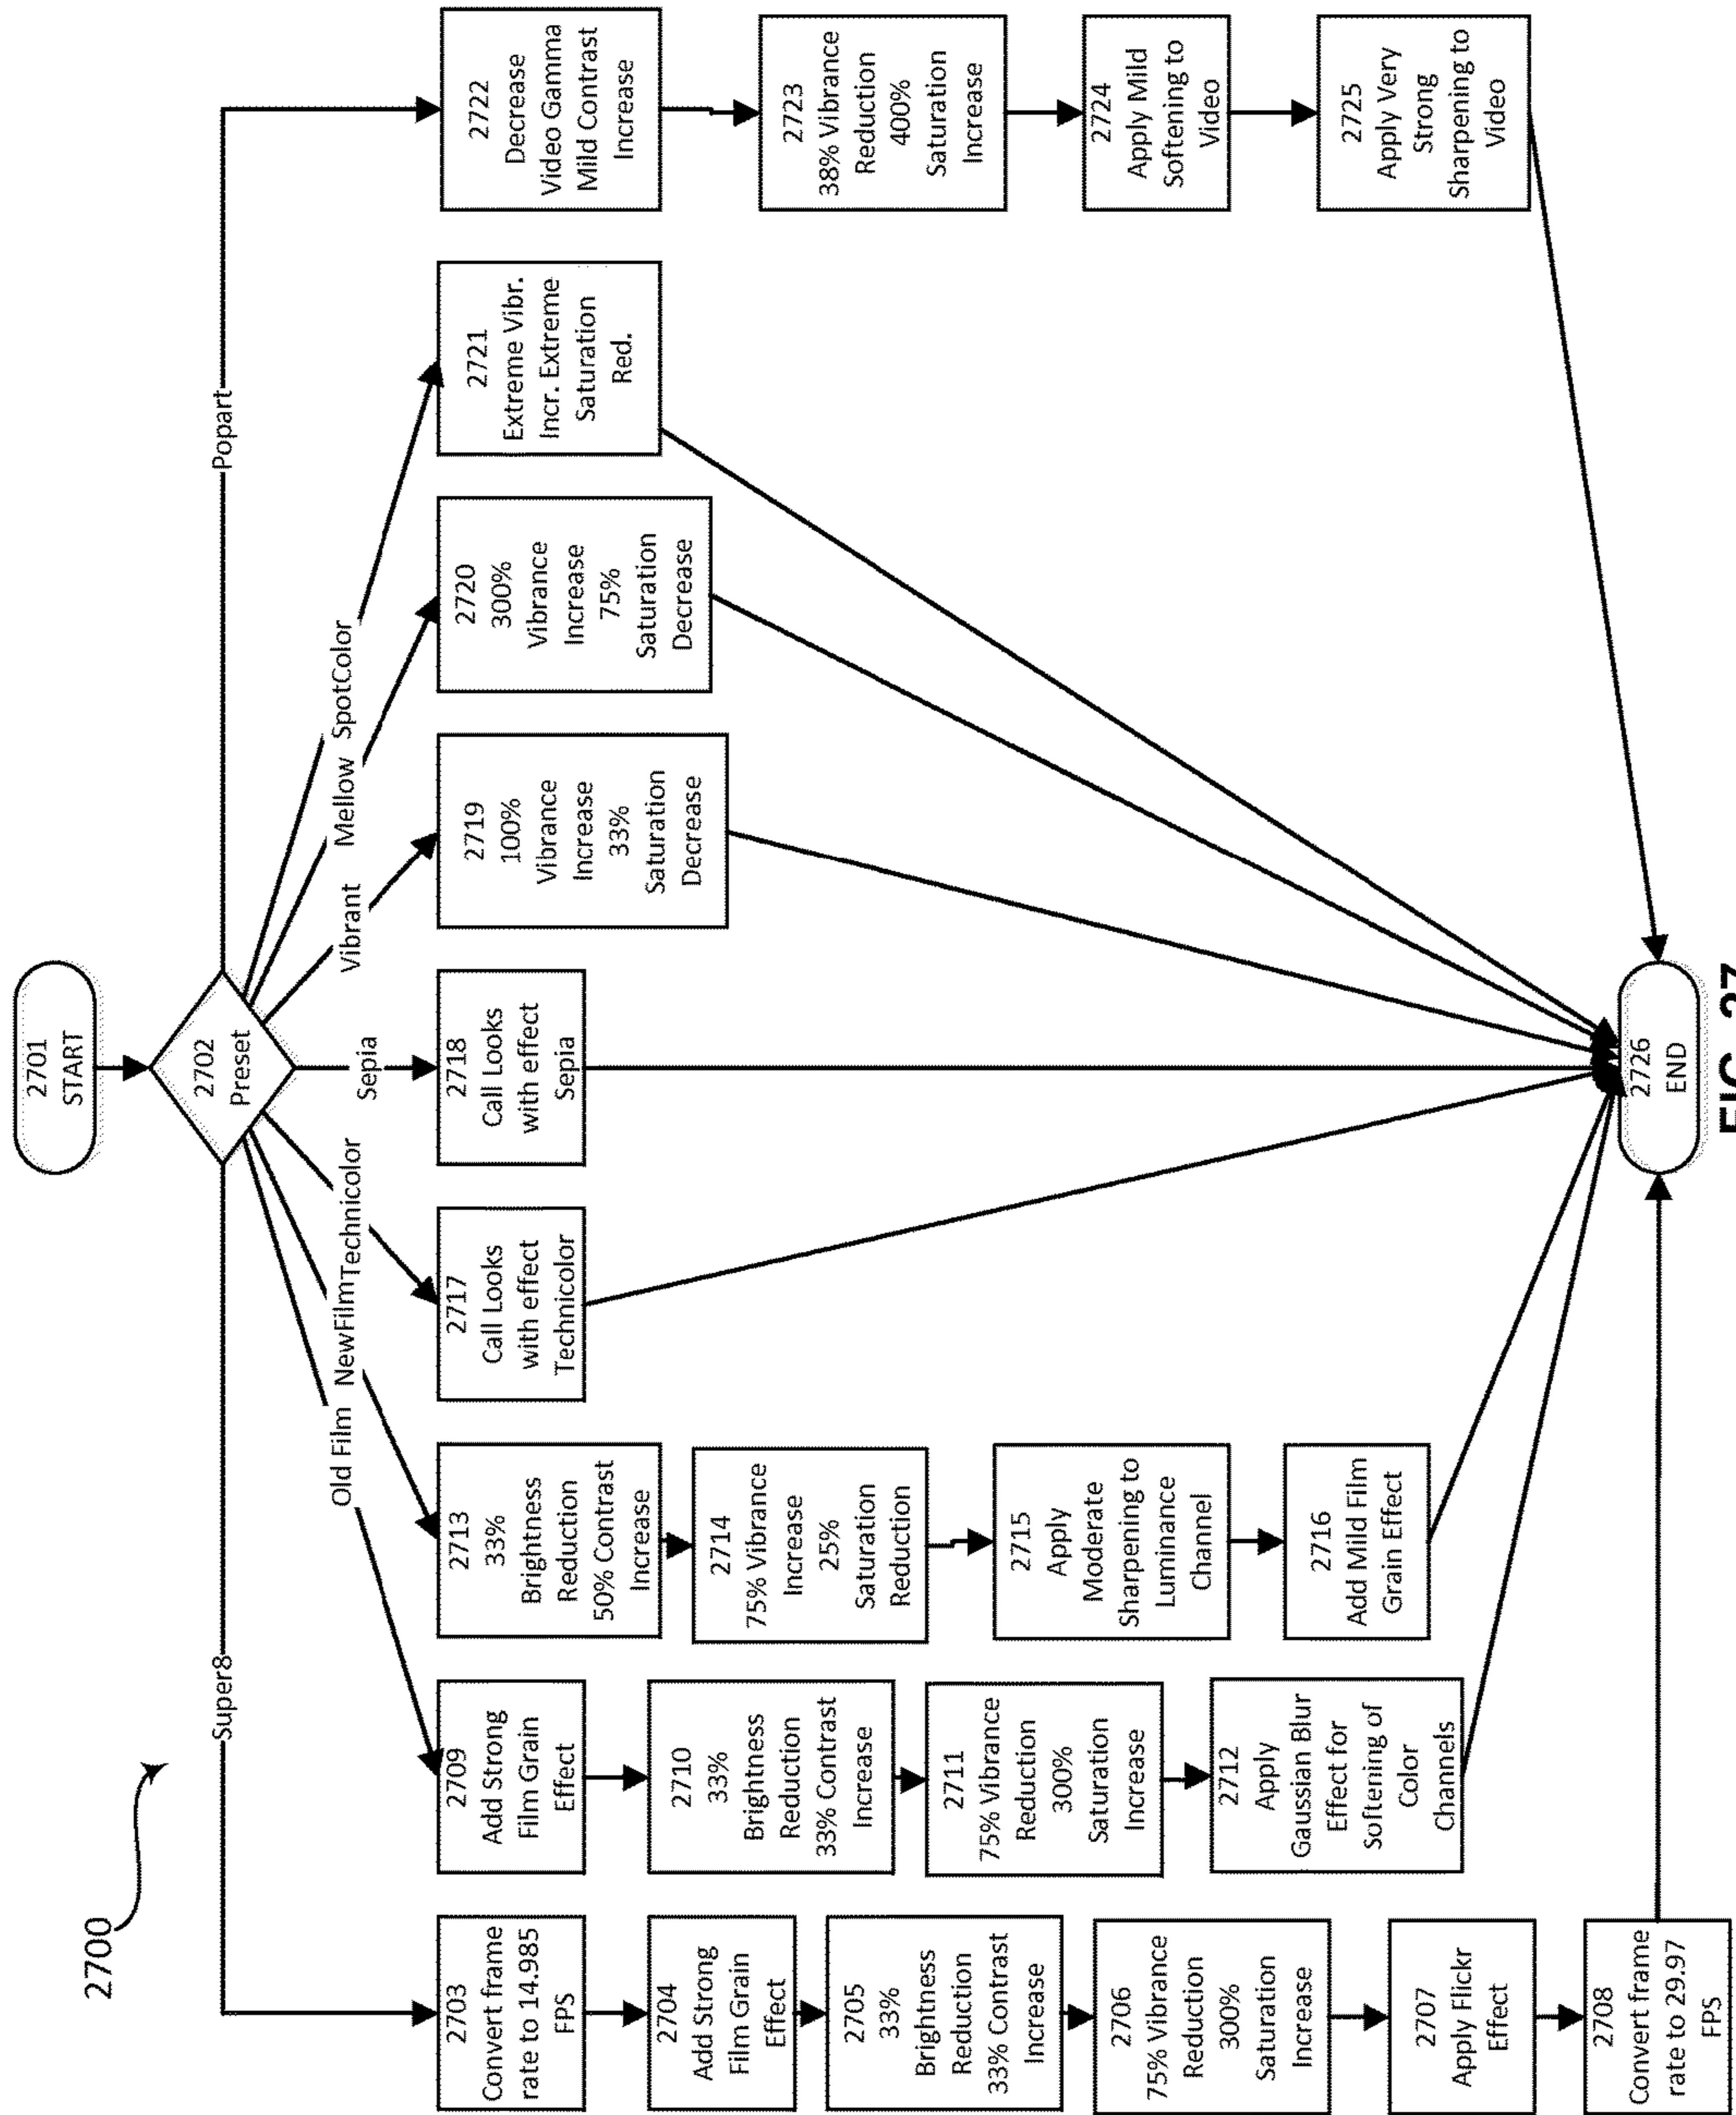 2700
2701
START
2702
Preset
Super8
Old Film
NewFilm
Technicolor
Sepia
Vibrant
Mellow
SpotColor
Popart
2703
Convert frame
rate to 14.985
FPS
2704
Add Strong
Film Grain
Effect
2705
33%
Brightness
Reduction
33% Contrast
Increase
2706
75% Vibrance
Reduction
300%
Saturation
Increase
2707
Apply Flickr
Effect
2708
Convert frame
rate to 29.97
FPS
2709
Add Strong
Film Grain
Effect
2710
33%
Brightness
Reduction
33% Contrast
Increase
2711
75% Vibrance
Reduction
300%
Saturation
Increase
2712
Apply
Gaussian Blur
Effect for
Softening of
Color
Channels
2713
33%
Brightness
Reduction
50% Contrast
Increase
2714
75% Vibrance
Increase
25%
Saturation
Reduction
2715
Apply
Moderate
Sharpening to
Luminance
Channel
2716
Add Mild Film
Grain Effect
2717
Call Looks
with effect
Technicolor
2718
Call Looks
with effect
Sepia
2719
100%
Vibrance
Increase
33%
Saturation
Decrease
2720
300%
Vibrance
Increase
75%
Saturation
Decrease
2721
Extreme Vibr.
Incr. Extreme
Saturation
Red.
2722
Decrease
Video Gamma
Mild Contrast
Increase
2723
38% Vibrance
Reduction
400%
Saturation
Increase
2724
Apply Mild
Softening to
Video
2725
Apply Very
Strong
Sharpening to
Video
2726
END
FIG. 27